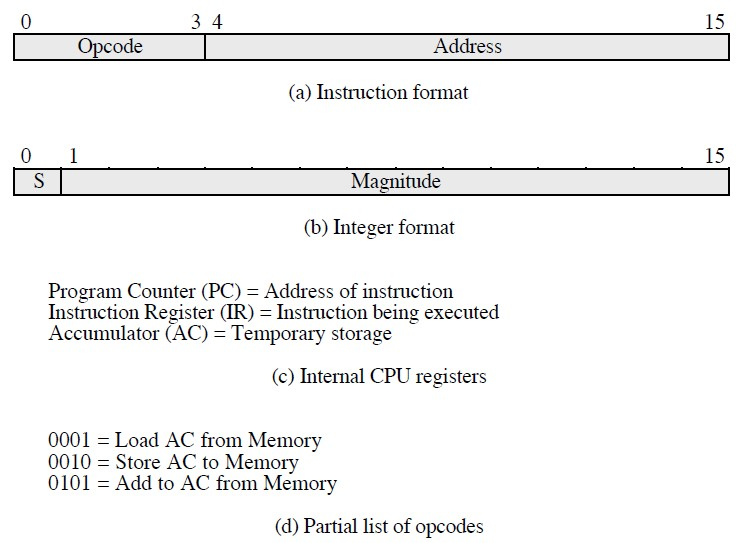 0 3 4 15
Opcode Address
(a) Instruction format
0 1 15
S Magnitude
(b) Integer format
Program Counter (PC) = Address of instruction
Instruction Register (IR) = Instruction being executed
Accumulator (AC) = Temporary storage
(c) Internal CPU registers
0001 = Load AC from Memory
0010 = Store AC to Memory
0101 = Add to AC from Memory
(d) Partial list of opcodes